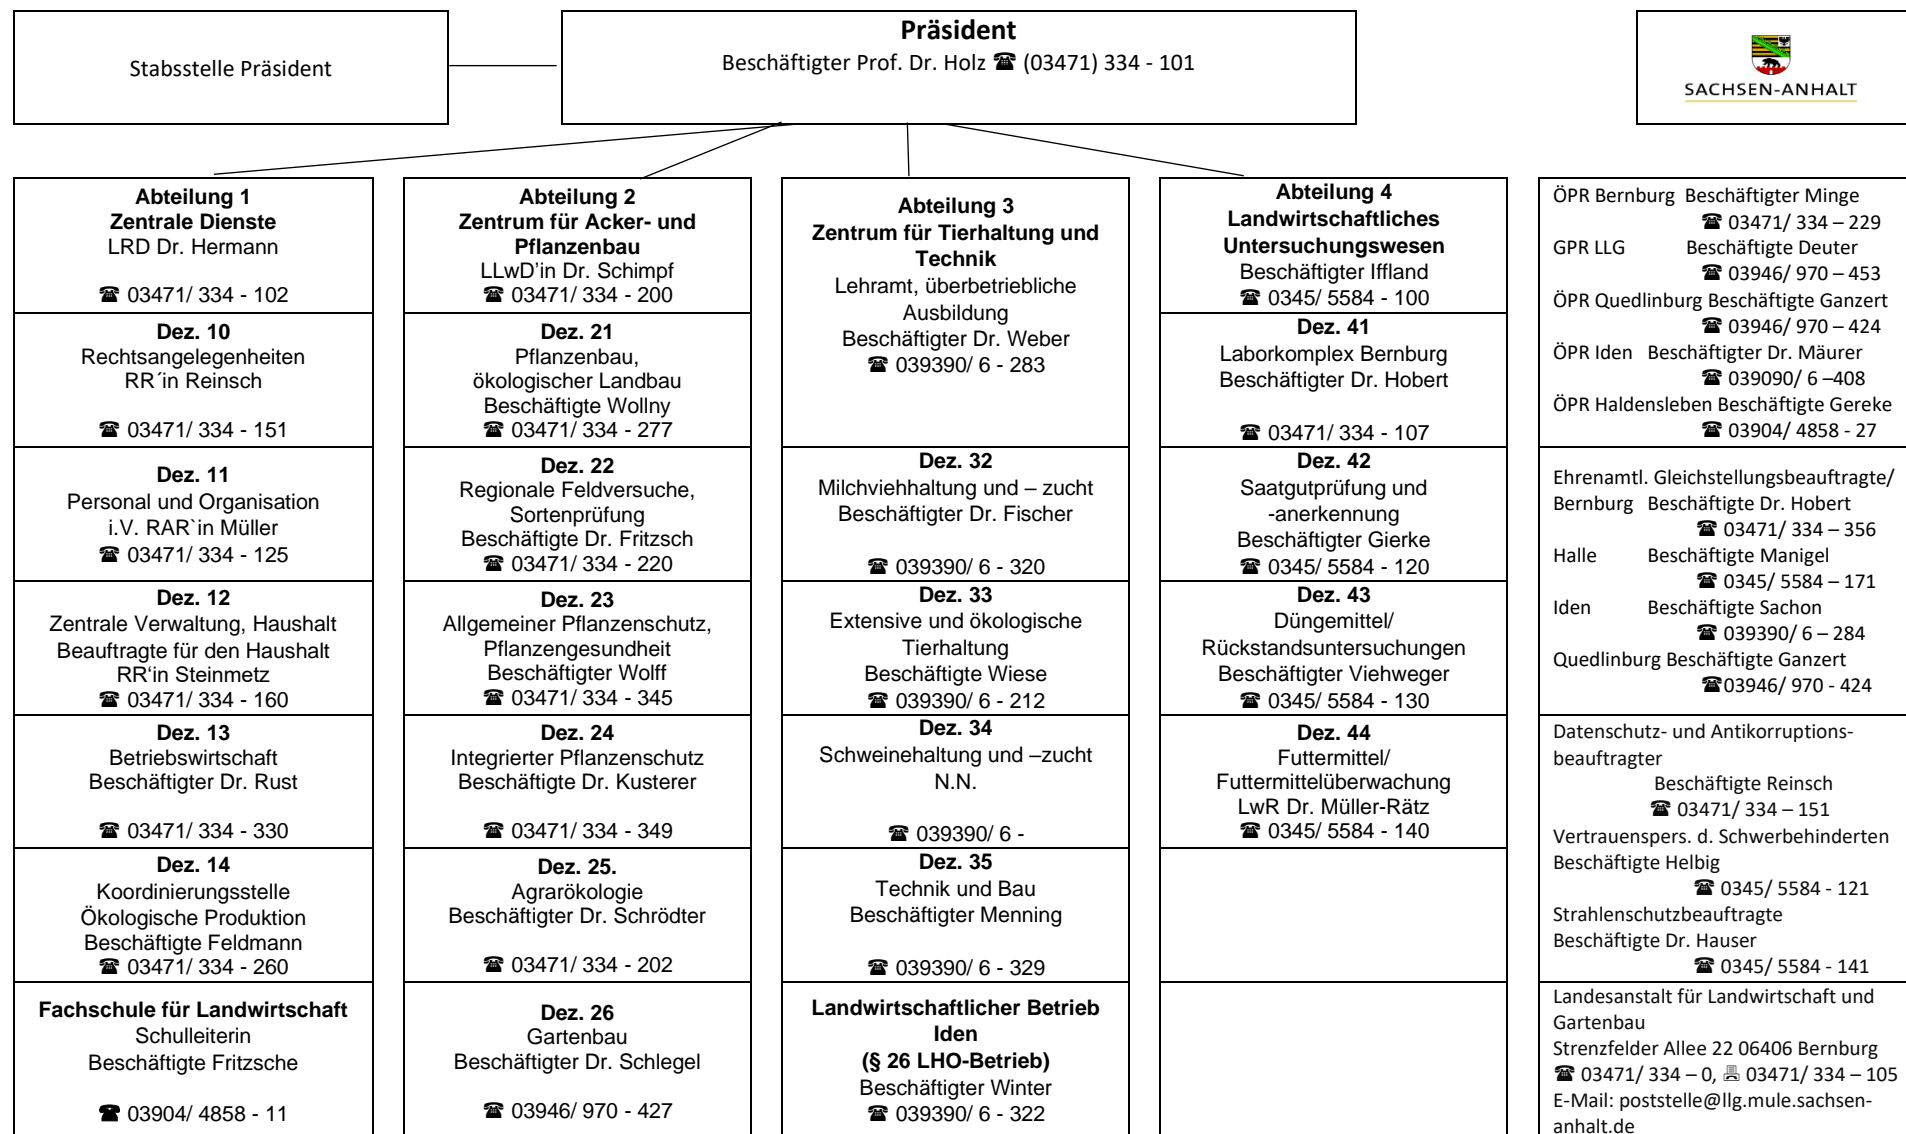 Stabsstelle Präsident
Präsident
Beschäftigter Prof. Dr. Holz ☎ (03471) 334 - 101
SACHSEN-ANHALT
Abteilung 1
Zentrale Dienste
LRD Dr. Hermann
☎ 03471/ 334 - 102
Dez. 10
Rechtsangelegenheiten
RR´in Reinsch
☎ 03471/ 334 - 151
Dez. 11
Personal und Organisation
i.V. RAR`in Müller
☎ 03471/ 334 - 125
Dez. 12
Zentrale Verwaltung, Haushalt
Beauftragte für den Haushalt
RR'in Steinmetz
☎ 03471/ 334 - 160
Dez. 13
Betriebswirtschaft
Beschäftigter Dr. Rust
☎ 03471/ 334 - 330
Dez. 14
Koordinierungsstelle
Ökologische Produktion
Beschäftigte Feldmann
☎ 03471/ 334 - 260
Fachschule für Landwirtschaft
Schulleiterin
Beschäftigte Fritzsche
☎ 03904/ 4858 - 11
Abteilung 2
Zentrum für Acker- und
Pflanzenbau
LLwD'in Dr. Schimpf
☎ 03471/ 334 - 200
Dez. 21
Pflanzenbau,
ökologischer Landbau
Beschäftigte Wollny
☎ 03471/ 334 - 277
Dez. 22
Regionale Feldversuche,
Sortenprüfung
Beschäftigte Dr. Fritzsch
☎ 03471/ 334 - 220
Dez. 23
Allgemeiner Pflanzenschutz,
Pflanzengesundheit
Beschäftigter Wolff
☎ 03471/ 334 - 345
Dez. 24
Integrierter Pflanzenschutz
Beschäftigte Dr. Kusterer
☎ 03471/ 334 - 349
Dez. 25.
Agrarökologie
Beschäftigter Dr. Schrödter
☎ 03471/ 334 - 202
Dez. 26
Gartenbau
Beschäftigter Dr. Schlegel
☎ 03946/ 970 - 427
Abteilung 3
Zentrum für Tierhaltung und
Technik
Lehramt, überbetriebliche
Ausbildung
Beschäftigter Dr. Weber
☎ 039390/ 6 - 283
Dez. 32
Milchviehhaltung und – zucht
Beschäftigter Dr. Fischer
☎ 039390/ 6 - 320
Dez. 33
Extensive und ökologische
Tierhaltung
Beschäftigte Wiese
☎ 039390/ 6 - 212
Dez. 34
Schweinehaltung und –zucht
N.N.
☎ 039390/ 6 -
Dez. 35
Technik und Bau
Beschäftigter Menning
☎ 039390/ 6 - 329
Landwirtschaftlicher Betrieb
Iden
(§ 26 LHO-Betrieb)
Beschäftigter Winter
☎ 039390/ 6 - 322
Abteilung 4
Landwirtschaftliches
Untersuchungswesen
Beschäftigter Iffland
☎ 0345/ 5584 - 100
Dez. 41
Laborkomplex Bernburg
Beschäftigter Dr. Hobert
☎ 03471/ 334 - 107
Dez. 42
Saatgutprüfung und
-anerkennung
Beschäftigter Gierke
☎ 0345/ 5584 - 120
Dez. 43
Düngemittel/
Rückstandsuntersuchungen
Beschäftigter Viehweger
☎ 0345/ 5584 - 130
Dez. 44
Futtermittel/
Futtermittelüberwachung
LwR Dr. Müller-Rätz
☎ 0345/ 5584 - 140
ÖPR Bernburg Beschäftigter Minge
☎ 03471/ 334 – 229
GPR LLG Beschäftigte Deuter
☎ 03946/ 970 – 453
ÖPR Quedlinburg Beschäftigte Ganzert
☎ 03946/ 970 – 424
ÖPR Iden Beschäftigter Dr. Mäurer
☎ 039090/ 6 –408
ÖPR Haldensleben Beschäftigte Gereke
☎ 03904/ 4858 - 27
Ehrenamtl. Gleichstellungsbeauftragte/
Bernburg Beschäftigte Dr. Hobert
☎ 03471/ 334 – 356
Halle Beschäftigte Manigel
☎ 0345/ 5584 – 171
Iden Beschäftigte Sachon
☎ 039390/ 6 – 284
Quedlinburg Beschäftigte Ganzert
☎03946/ 970 - 424
Datenschutz- und Antikorruptions-
beauftragter
Beschäftigte Reinsch
☎ 03471/ 334 – 151
Vertrauenspers. d. Schwerbehinderten
Beschäftigte Helbig
☎ 0345/ 5584 - 121
Strahlenschutzbeauftragte
Beschäftigte Dr. Hauser
☎ 0345/ 5584 - 141
Landesanstalt für Landwirtschaft und
Gartenbau
Strenzfelder Allee 22 06406 Bernburg
☎ 03471/ 334 – 0, 🖷 03471/ 334 – 105
E-Mail: poststelle@llg.mule.sachsen-
anhalt.de